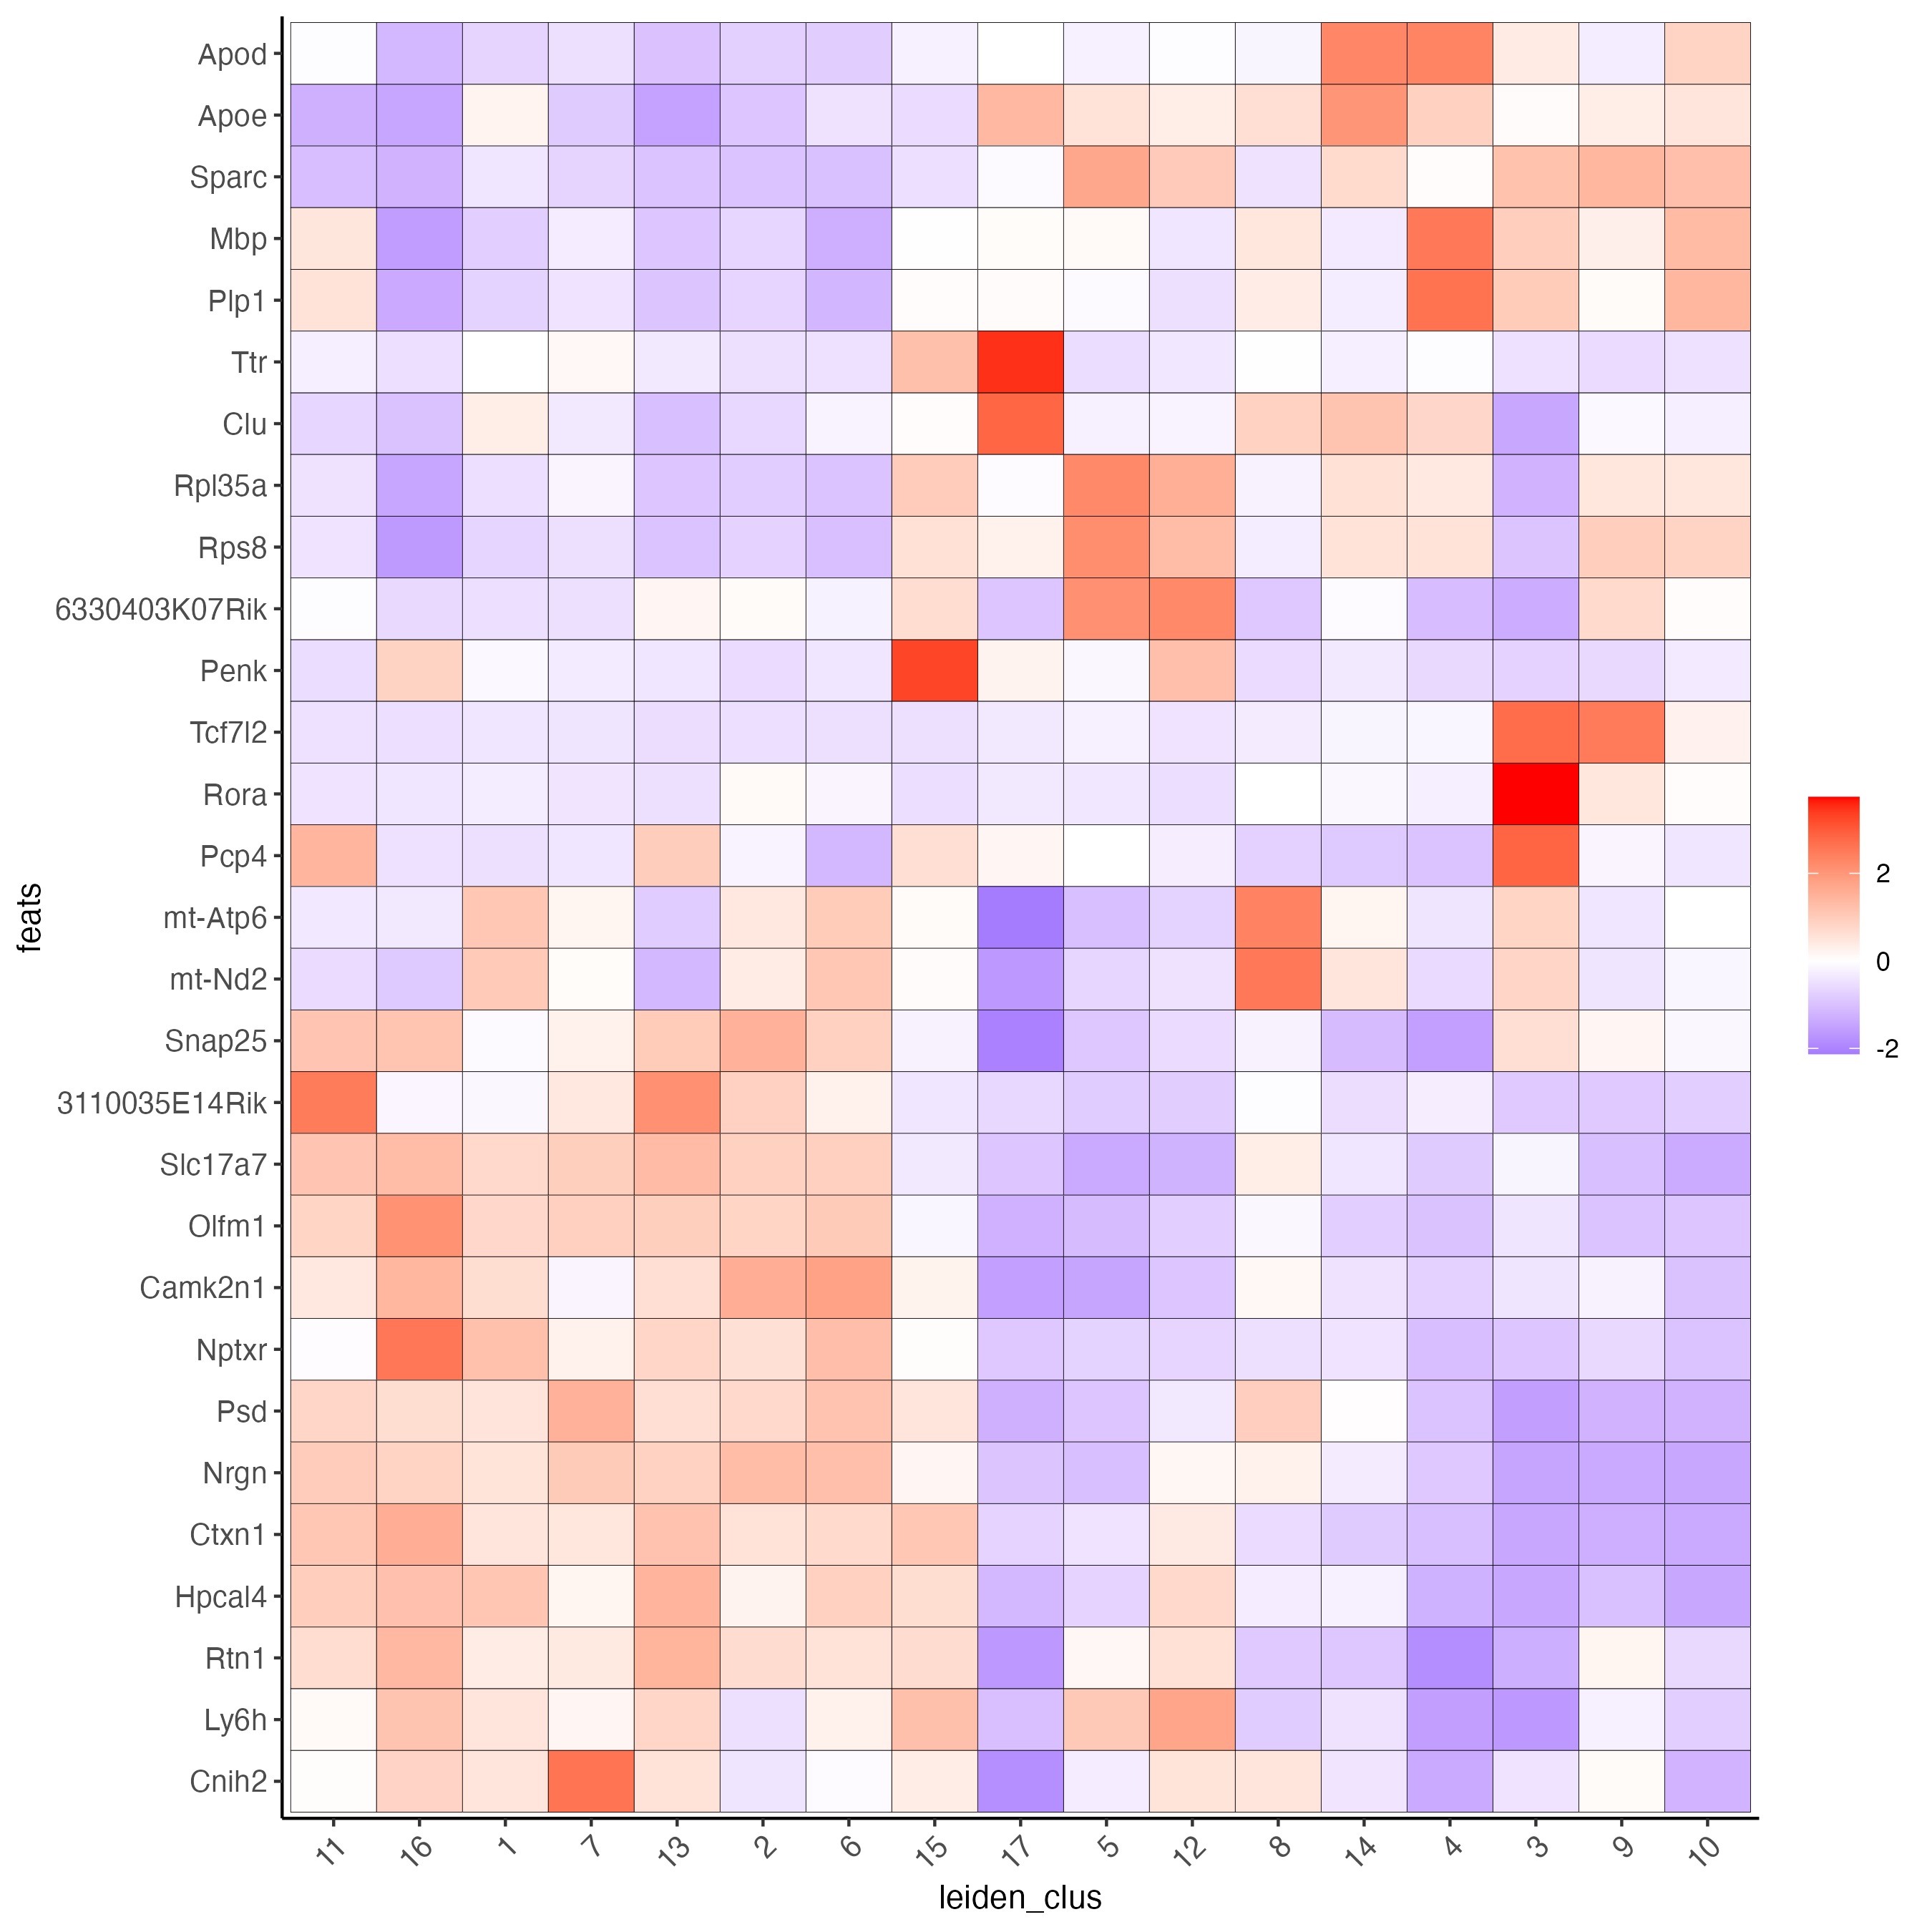 feats
Apod
Apoe
Sparc
Mbp
Plp1
Ttr
Clu
Rpl35a
Rps8
6330403K07Rik
Penk
Tcf7l2
Rora
Pcp4
mt-Atp6
mt-Nd2
Snap25
3110035E14Rik
Slc17a7
Olfm1
Camk2n1
Nptxr
Psd
Nrgn
Ctxn1
Hpcal4
Rtn1
Ly6h
Cnih2
11 16 1 7 13 2 6 15 17 5 12 8 14 4 3 9 10
leiden_clus
2
0
-2